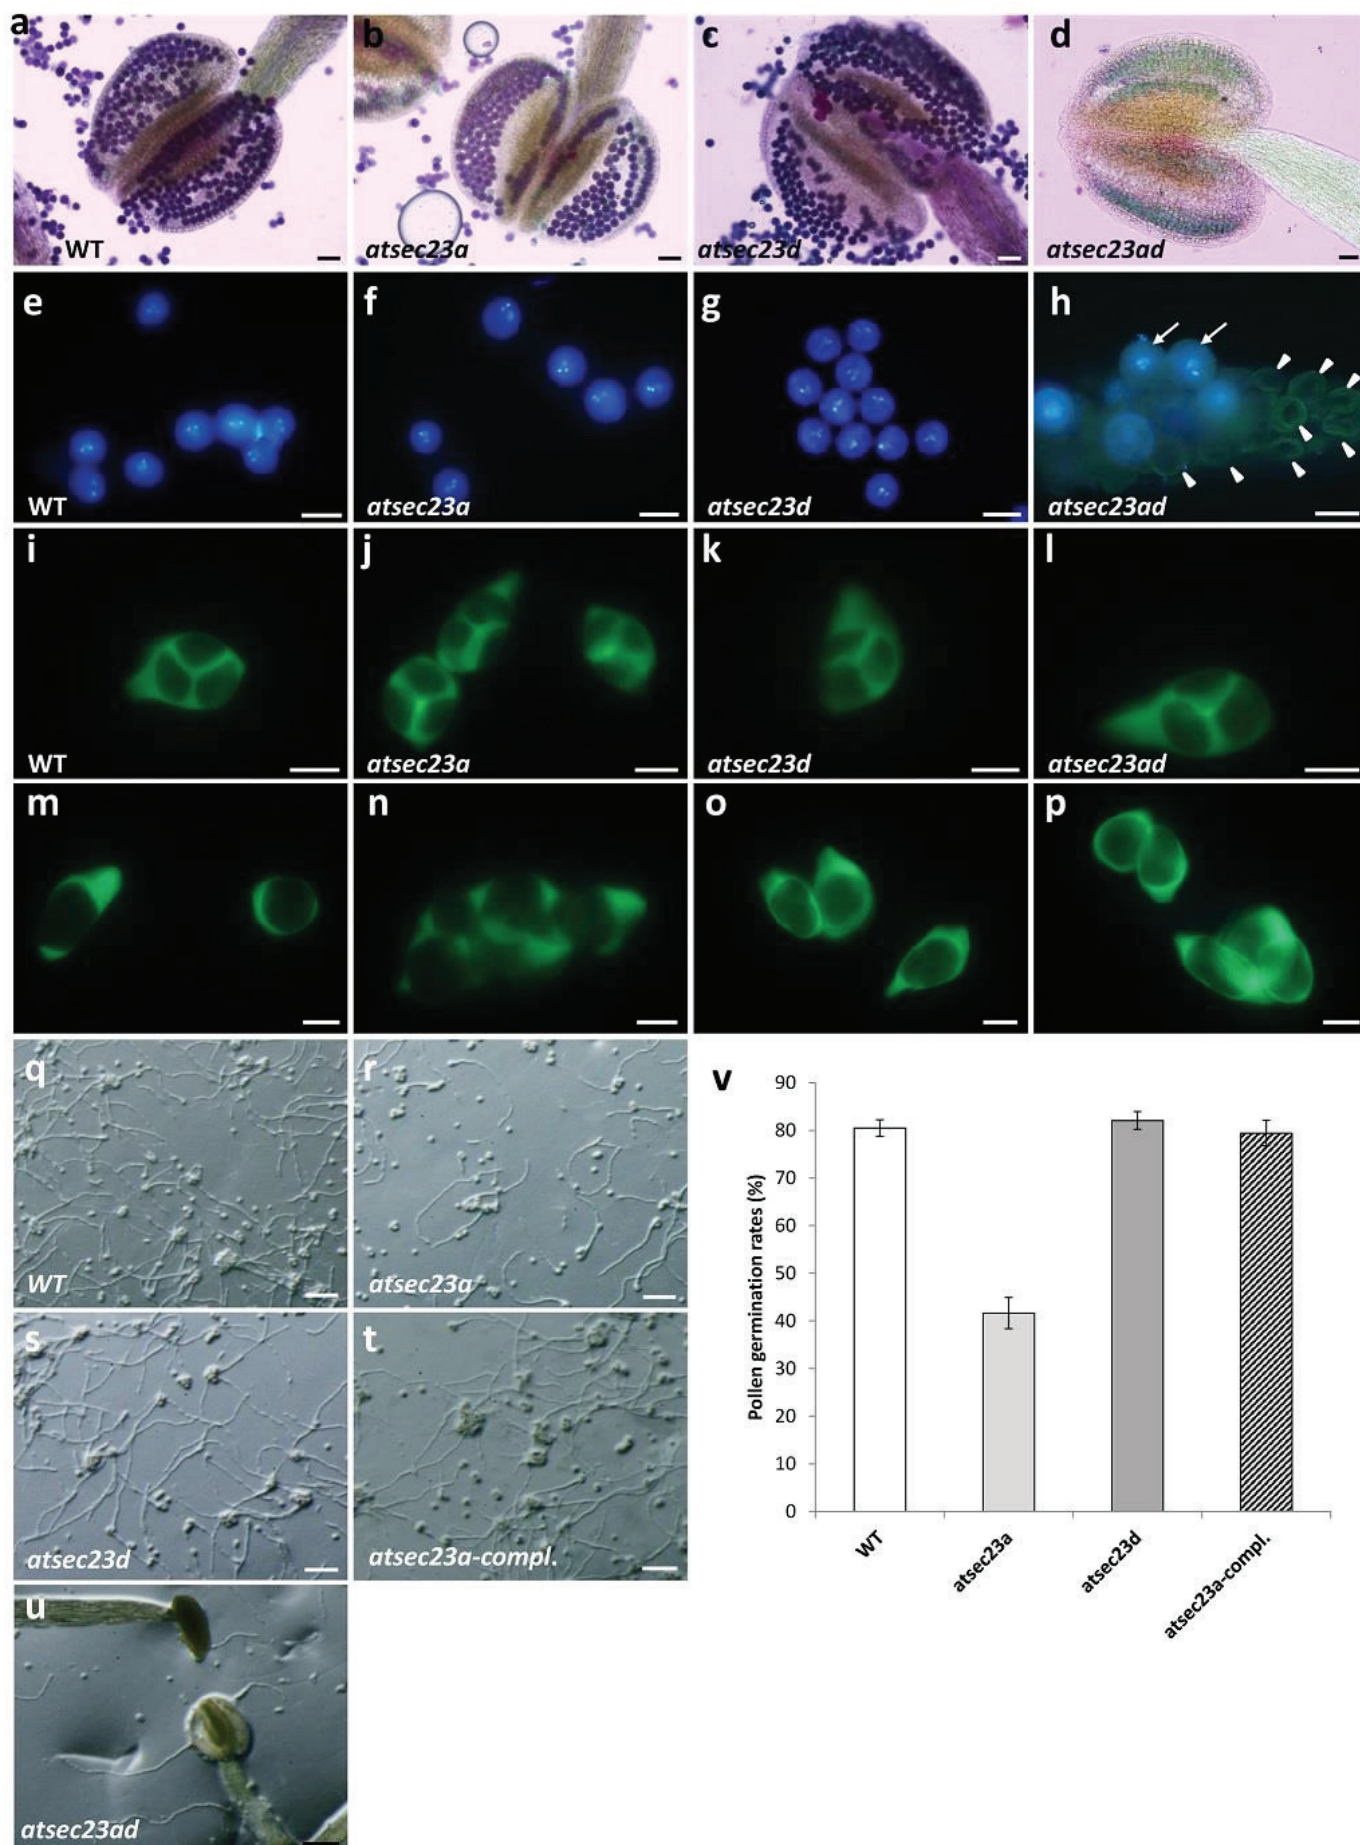 a b c d
WT atsec23a atsec23d atsec23ad
e f g h
WT atsec23a atsec23d atsec23ad
i j k l
WT atsec23a atsec23d atsec23ad
m n o p
q r
WT atsec23a
s t
atsec23d atsec23a-compl.
u
atsec23ad
v
Pollen germination rates (%)
90
80
70
60
50
40
30
20
10
0
WT atsec23a atsec23d atsec23a-compl.